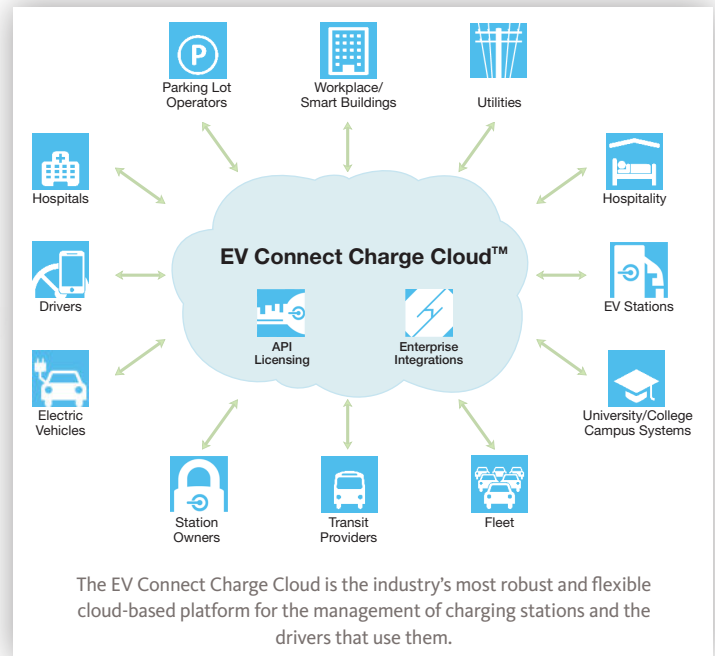 P
Parking Lot
Operators
Workplace/
Smart Buildings
Utilities
Hospitals
Hospitality
EV Connect Charge Cloud™
Drivers
EV Stations
API
Licensing
Enterprise
Integrations
Electric
Vehicles
University/College
Campus Systems
Station
Owners
Transit
Providers
Fleet
The EV Connect Charge Cloud is the industry’s most robust and flexible
cloud-based platform for the management of charging stations and the
drivers that use them.